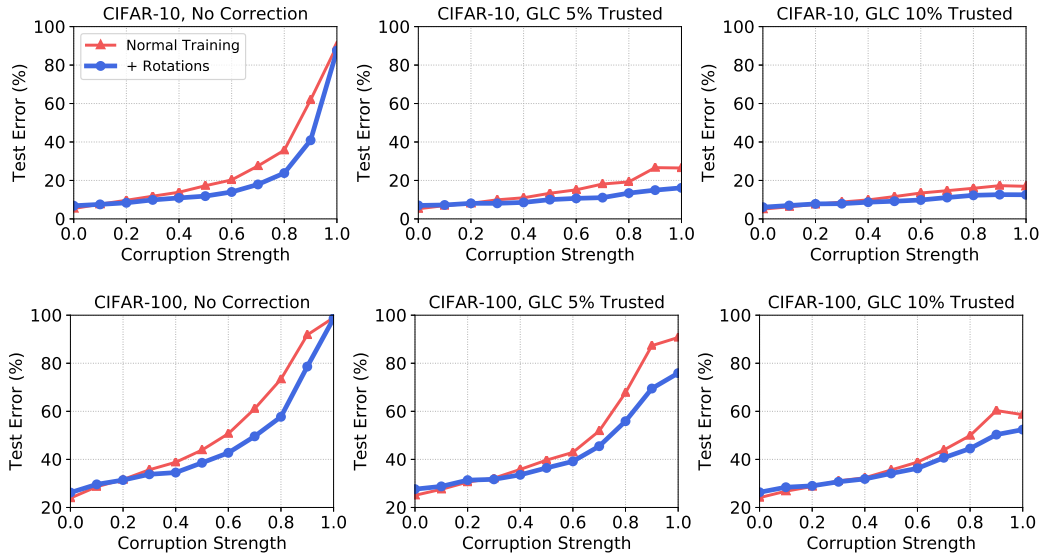 CIFAR-10, No Correction
Normal Training
+ Rotations
Test Error (%)
100
80
60
40
20
0
0.0 0.2 0.4 0.6 0.8 1.0
Corruption Strength
CIFAR-10, GLC 5% Trusted
Test Error (%)
100
80
60
40
20
0
0.0 0.2 0.4 0.6 0.8 1.0
Corruption Strength
CIFAR-10, GLC 10% Trusted
Test Error (%)
100
80
60
40
20
0
0.0 0.2 0.4 0.6 0.8 1.0
Corruption Strength
CIFAR-100, No Correction
Test Error (%)
100
80
60
40
20
0.0 0.2 0.4 0.6 0.8 1.0
Corruption Strength
CIFAR-100, GLC 5% Trusted
Test Error (%)
100
80
60
40
20
0.0 0.2 0.4 0.6 0.8 1.0
Corruption Strength
CIFAR-100, GLC 10% Trusted
Test Error (%)
100
80
60
40
20
0.0 0.2 0.4 0.6 0.8 1.0
Corruption Strength